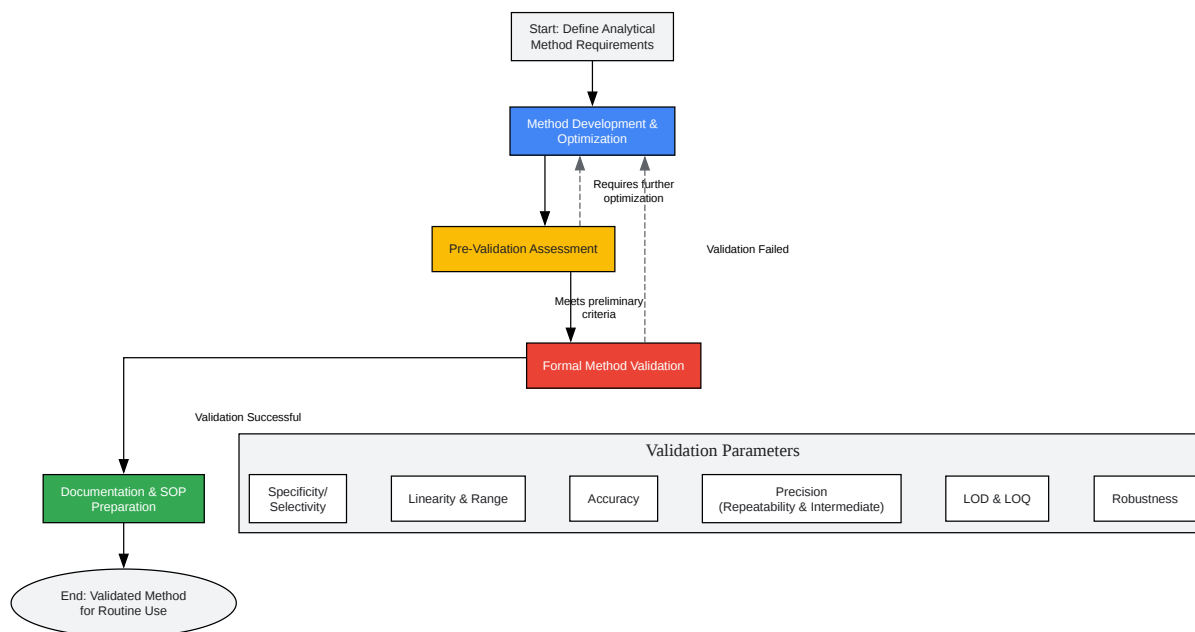 Start: Define Analytical
Method Requirements
Method Development &
Optimization
Requires further
optimization
Pre-Validation Assessment
Validation Failed
Meets preliminary
criteria
Formal Method Validation
Validation Successful
Validation Parameters
Specificity/
Selectivity
Linearity & Range
Accuracy
Precision
(Repeatability & Intermediate)
LOD & LOQ
Robustness
Documentation & SOP
Preparation
End: Validated Method
for Routine Use